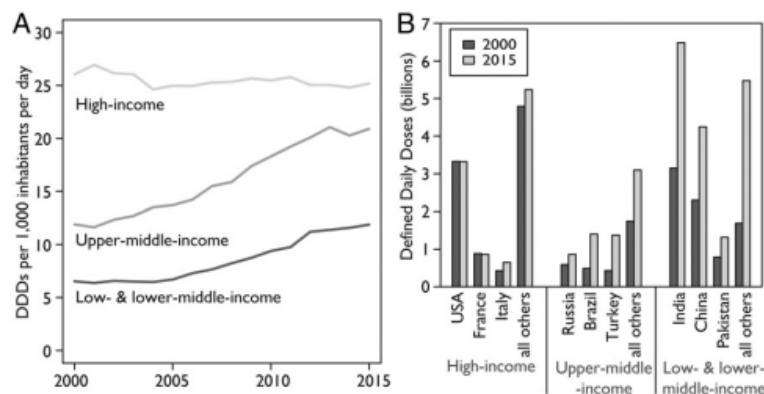 A
DDDs per 1,000 inhabitants per day
30
25
20
15
10
5
0
High-income
Upper-middle-income
Low- & lower-middle-income
2000
2005
2010
2015
B
Defined Daily Doses (billions)
7
6
5
4
3
2
1
0
2000
2015
USA
France
Italy
all others
Russia
Brazil
Turkey
all others
India
China
Pakistan
all others
High-income
Upper-middle
-income
Low- & lower-
middle-income